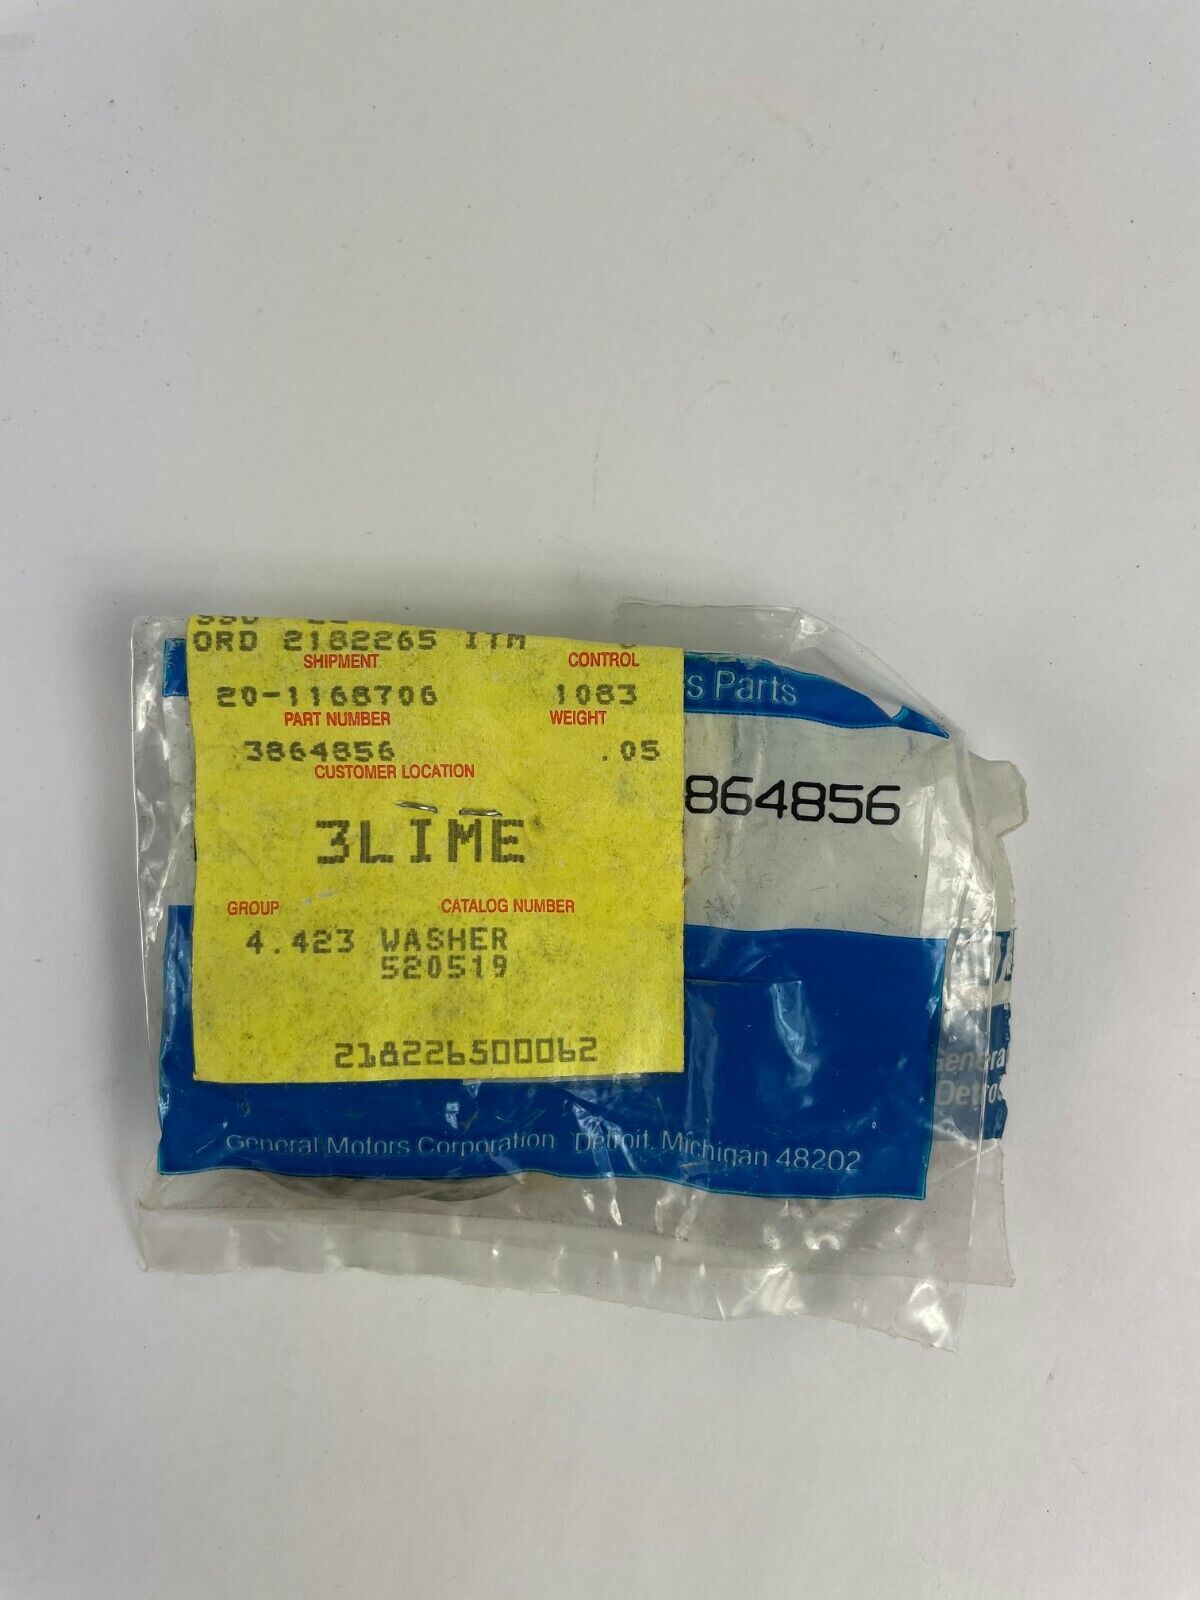 ORD 2182265 ITM
SHIPMENT CONTROL
20-1168706 1083
PART NUMBER WEIGHT
3864856 .05
CUSTOMER LOCATION
3LIME
GROUP CATALOG NUMBER
4.423 WASHER
520519
218226500062
Parts
864856
General Motors Corporation Detroit, Michigan 48202